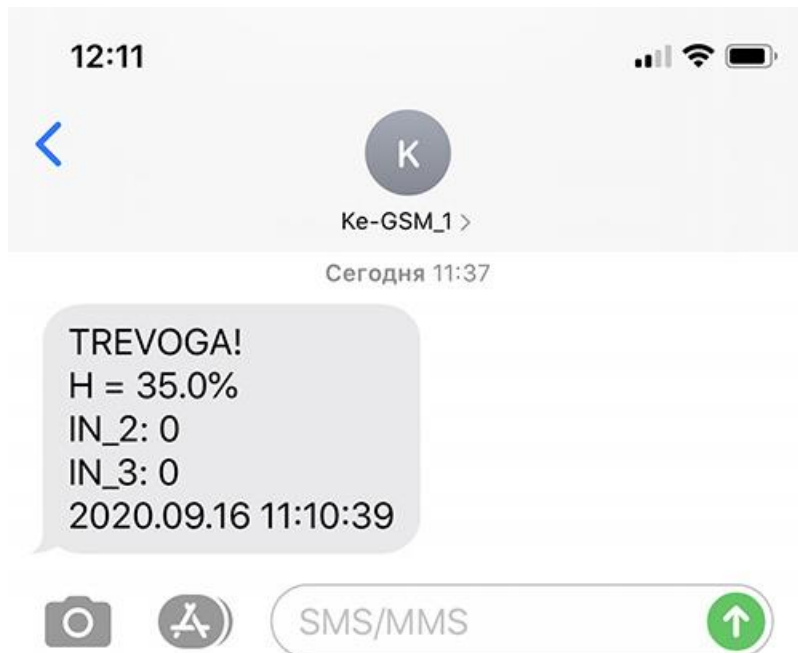 12:11
K
Ke-GSM_1 >
Сегодня 11:37
TREVOGA!
H = 35.0%
IN_2: 0
IN_3: 0
2020.09.16 11:10:39
SMS/MMS